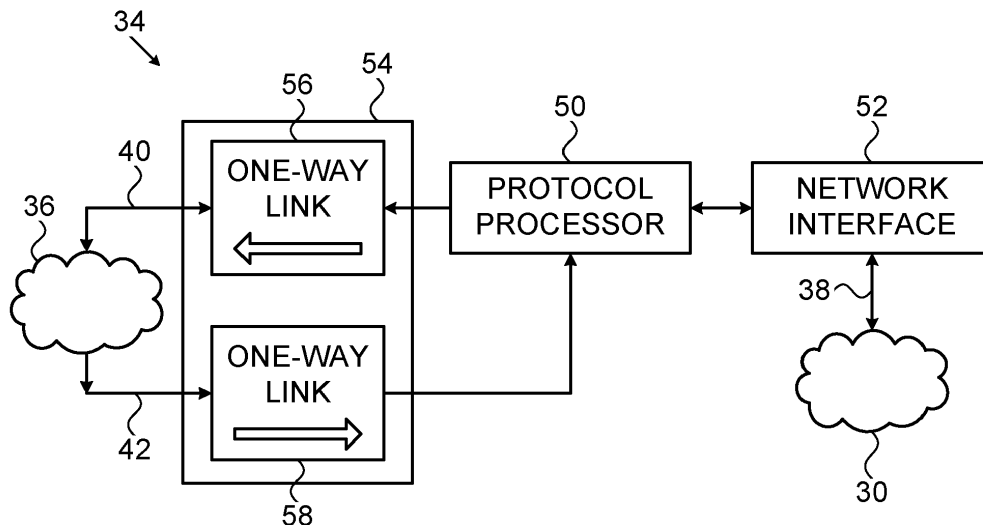 34
56
54
50
52
40
ONE-WAY
LINK
PROTOCOL
PROCESSOR
NETWORK
INTERFACE
36
38
ONE-WAY
LINK
42
58
30